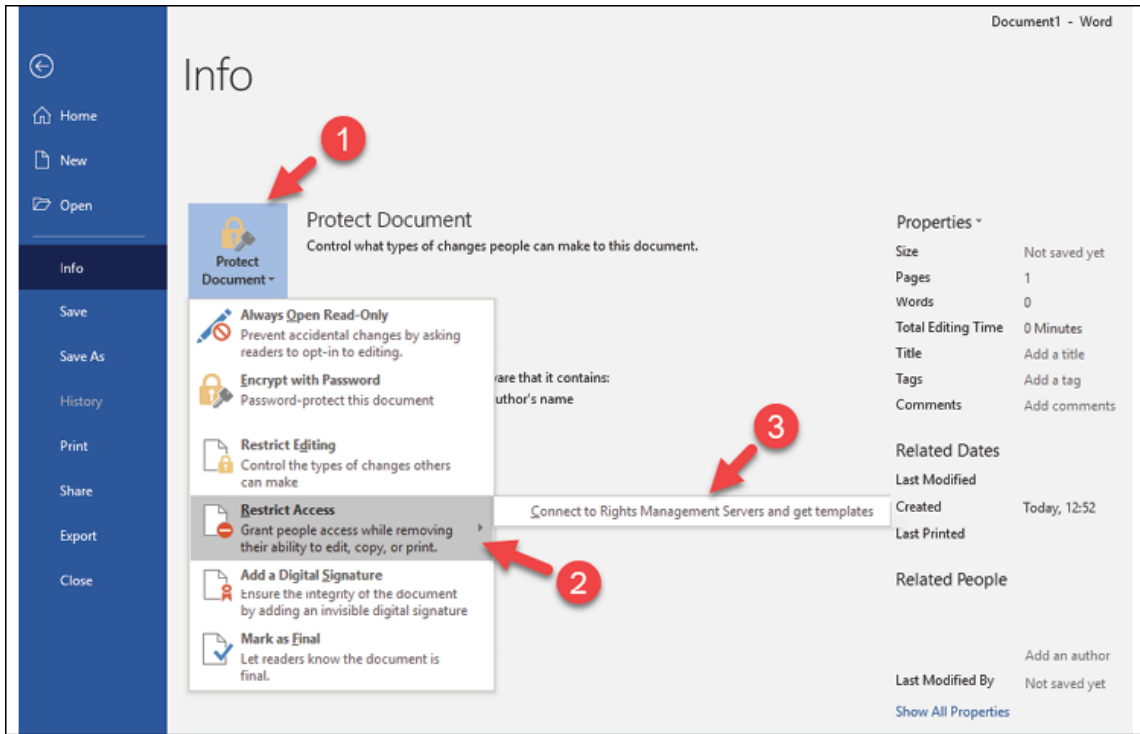 Document1 - Word
Info
Home
New
Open
Info
Save
Save As
History
Print
Share
Export
Close
1
Protect
Document
Protect Document
Control what types of changes people can make to this document.
Always Open Read-Only
Prevent accidental changes by asking
readers to opt-in to editing.
Encrypt with Password
Password-protect this document
Restrict Editing
Control the types of changes others
can make
Restrict Access
Grant people access while removing
their ability to edit, copy, or print.
Add a Digital Signature
Ensure the integrity of the document
by adding an invisible digital signature
Mark as Final
Let readers know the document is
final.
that it contains:
name
3
Connect to Rights Management Servers and get templates
2
Properties
Size Not saved yet
Pages 1
Words 0
Total Editing Time 0 Minutes
Title Add a title
Tags Add a tag
Comments Add comments
Related Dates
Last Modified
Created Today, 12:52
Last Printed
Related People
Add an author
Last Modified By Not saved yet
Show All Properties